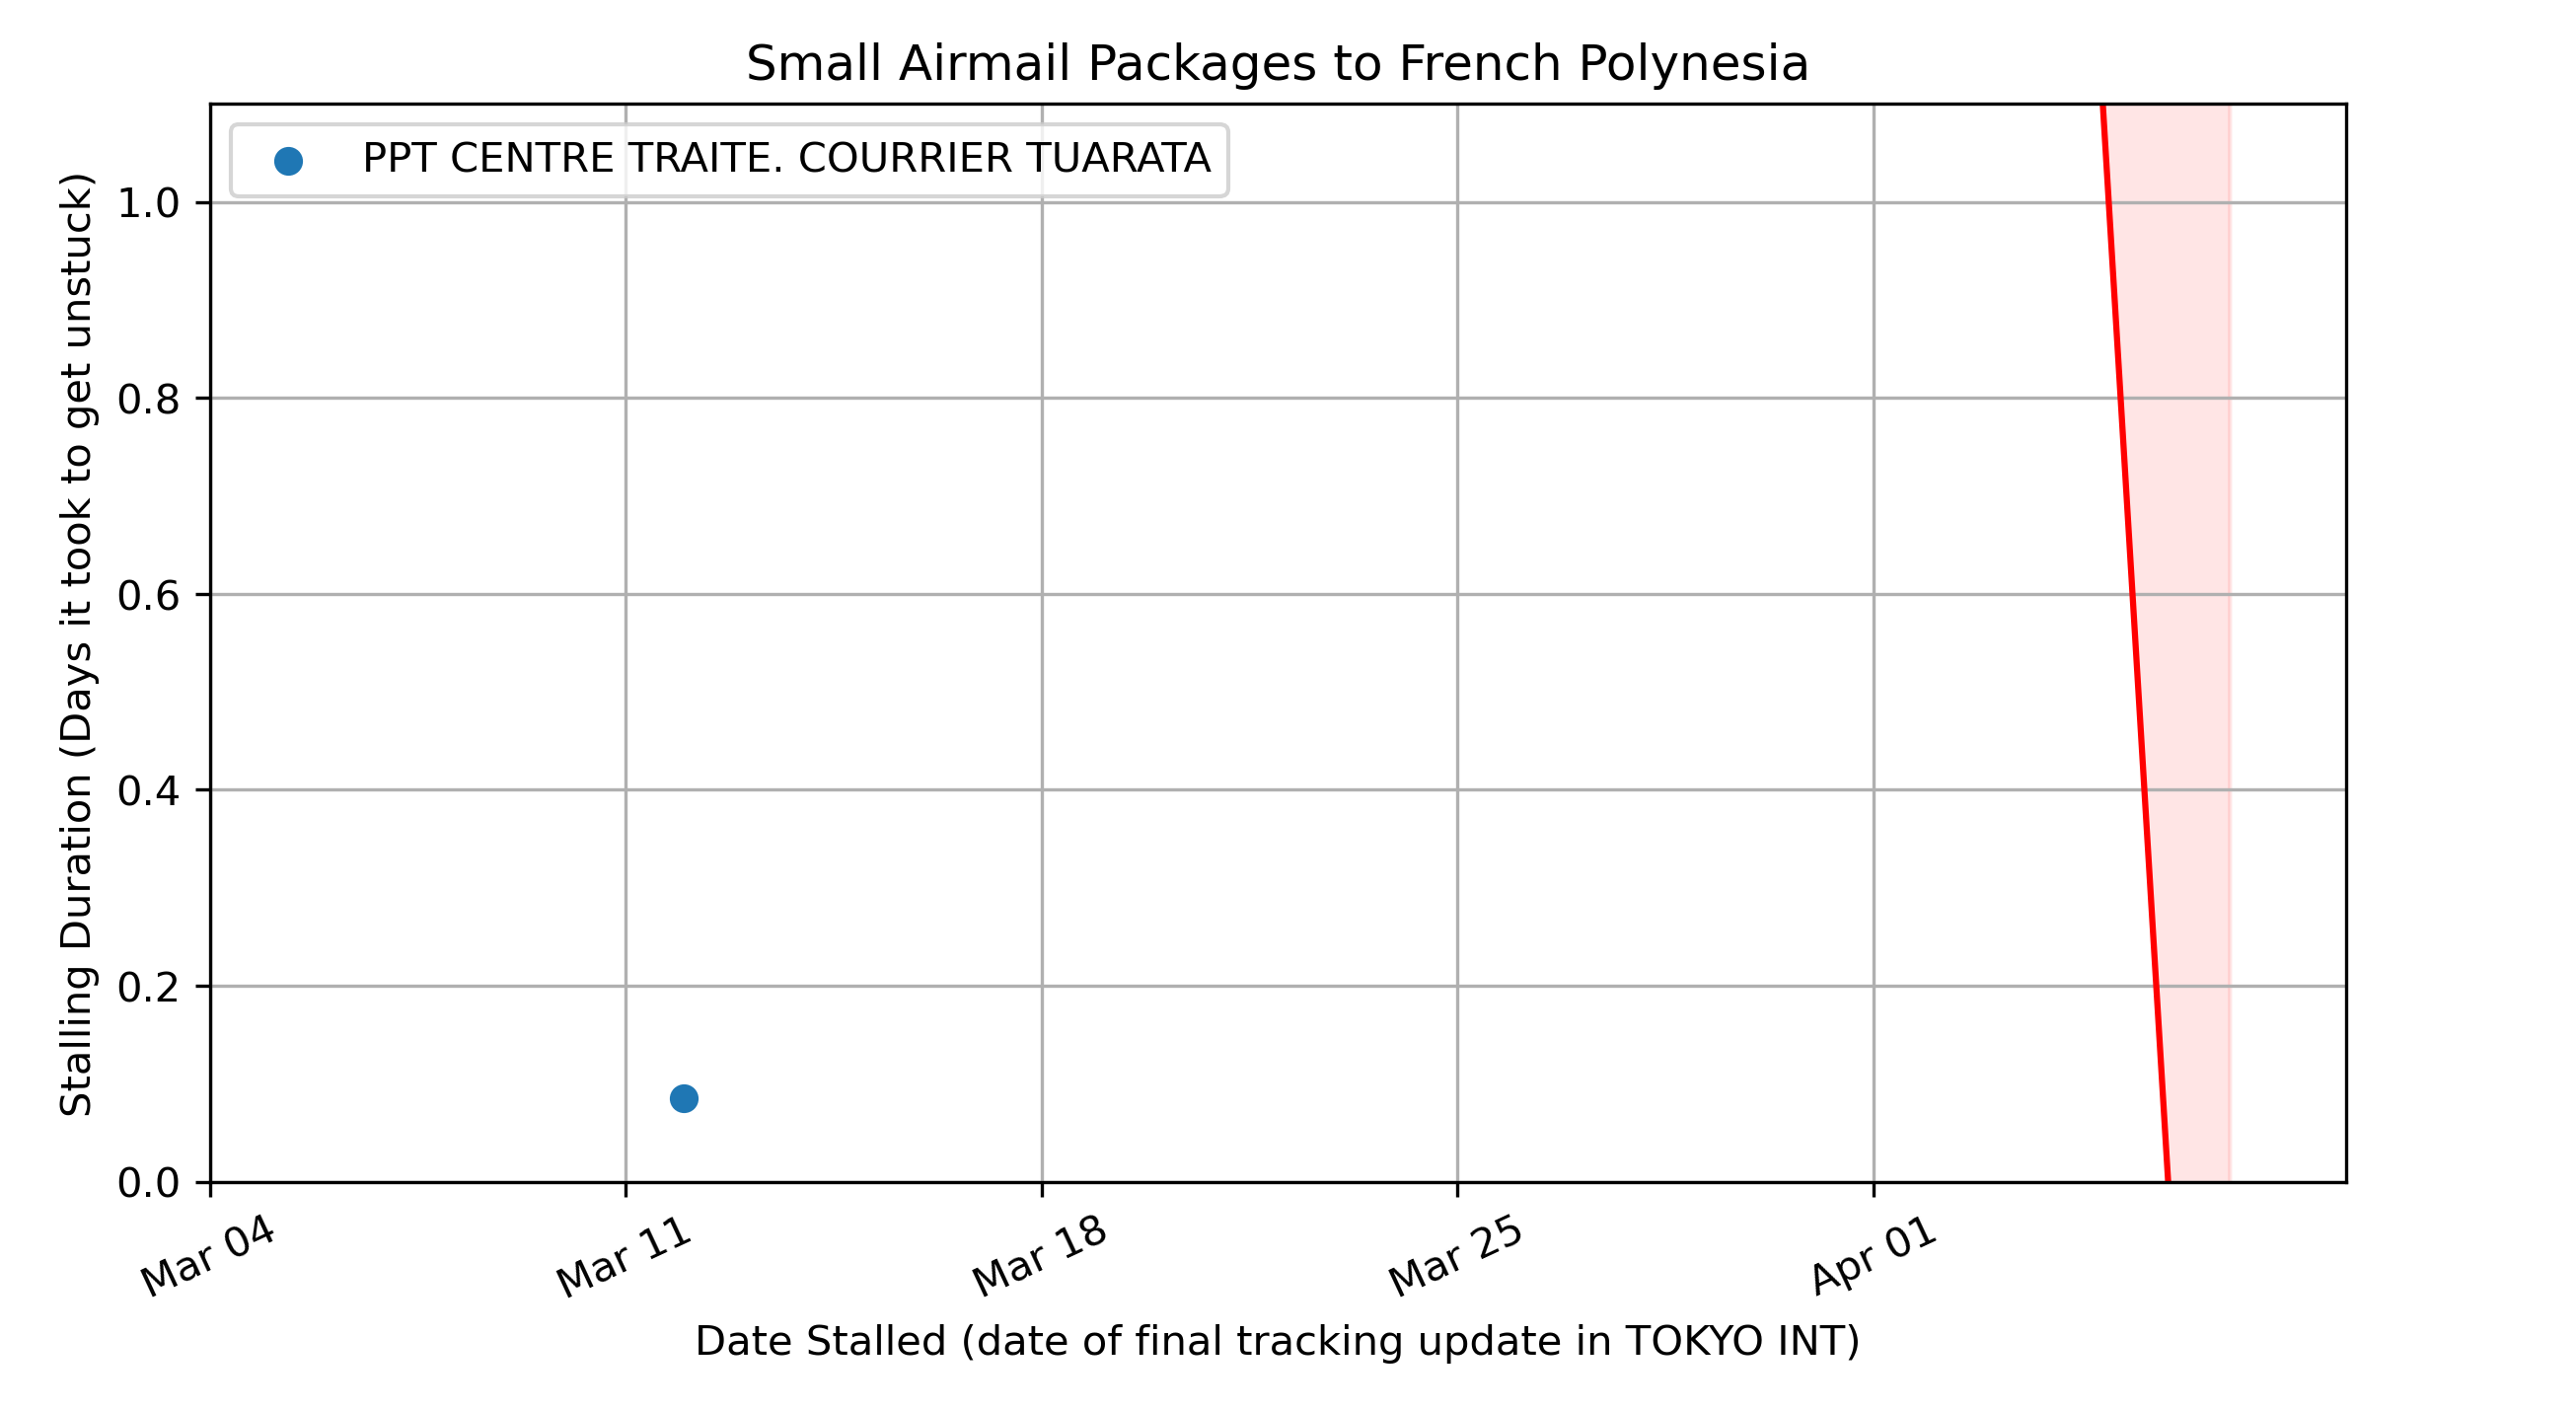 Small Airmail Packages to French Polynesia
PPT CENTRE TRAITE. COURRIER TUARATA
Stalling Duration (Days it took to get unstuck)
1.0
0.8
0.6
0.4
0.2
0.0
Mar 04
Mar 11
Mar 18
Mar 25
Apr 01
Date Stalled (date of final tracking update in TOKYO INT)